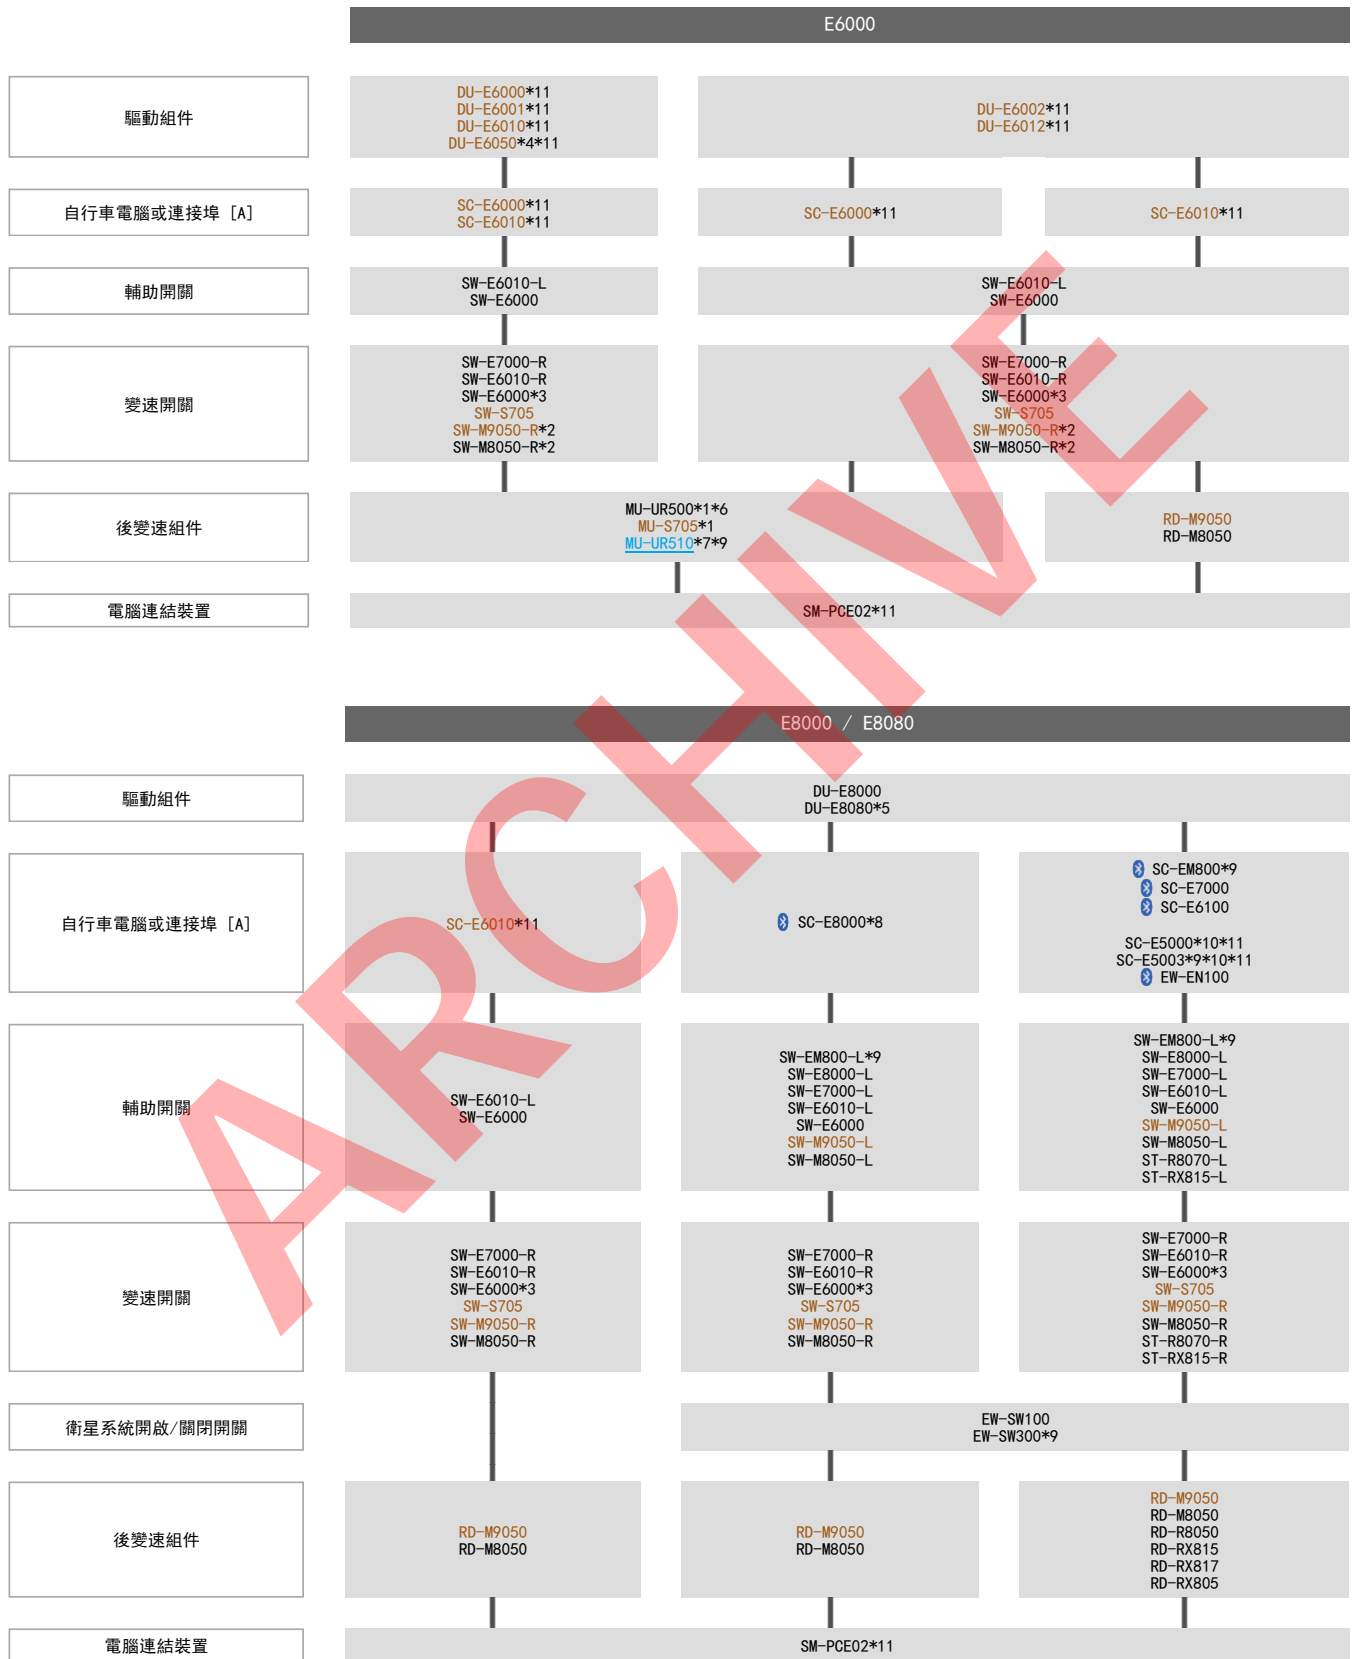 E6000
驅動組件
DU-E6000*11
DU-E6001*11
DU-E6010*11
DU-E6050*4*11
DU-E6002*11
DU-E6012*11
自行車電腦或連接埠 [A]
SC-E6000*11
SC-E6010*11
SC-E6000*11
SC-E6010*11
輔助開關
SW-E6010-L
SW-E6000
SW-E6010-L
SW-E6000
變速開關
SW-E7000-R
SW-E6010-R
SW-E6000*3
SW-S705
SW-M9050-R*2
SW-M8050-R*2
SW-E7000-R
SW-E6010-R
SW-E6000*3
SW-S705
SW-M9050-R*2
SW-M8050-R*2
後變速組件
MU-UR500*1*6
MU-S705*1
MU-UR510*7*9
RD-M9050
RD-M8050
電腦連結裝置
SM-PCE02*11
E8000 / E8080
驅動組件
DU-E8000
DU-E8080*5
自行車電腦或連接埠 [A]
SC-E6010*11
SC-E8000*8
SC-EM800*9
SC-E7000
SC-E6100
SC-E5000*10*11
SC-E5003*9*10*11
EW-EN100
輔助開關
SW-E6010-L
SW-E6000
SW-EM800-L*9
SW-E8000-L
SW-E7000-L
SW-E6010-L
SW-E6000
SW-M9050-L
SW-M8050-L
SW-EM800-L*9
SW-E8000-L
SW-E7000-L
SW-E6010-L
SW-E6000
SW-M9050-L
SW-M8050-L
ST-R8070-L
ST-RX815-L
變速開關
SW-E7000-R
SW-E6010-R
SW-E6000*3
SW-S705
SW-M9050-R
SW-M8050-R
SW-E7000-R
SW-E6010-R
SW-E6000*3
SW-S705
SW-M9050-R
SW-M8050-R
SW-E7000-R
SW-E6010-R
SW-E6000*3
SW-S705
SW-M9050-R
SW-M8050-R
ST-R8070-R
ST-RX815-R
衛星系統開啟/關閉開關
EW-SW100
EW-SW300*9
後變速組件
RD-M9050
RD-M8050
RD-M9050
RD-M8050
RD-M9050
RD-M8050
RD-R8050
RD-RX815
RD-RX817
RD-RX805
電腦連結裝置
SM-PCE02*11
ARCHIVE